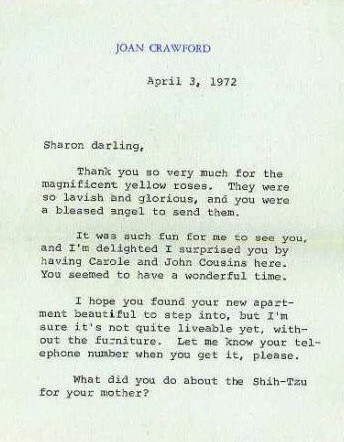 JOAN CRAWFORD
April 3, 1972
Sharon darling,
Thank you so very much for the
magnificent yellow roses. They were
so lavish and glorious, and you were
a blessed angel to send them.
It was such fun for me to see you,
and I'm delighted I surprised you by
having Carole and John Cousins here.
You seemed to have a wonderful time.
I hope you found your new apart-
ment beautiful to step into, but I'm
sure it's not quite liveable yet, with-
out the furniture. Let me know your tel-
ephone number when you get it, please.
What did you do about the Shih-Tzu
for your mother?